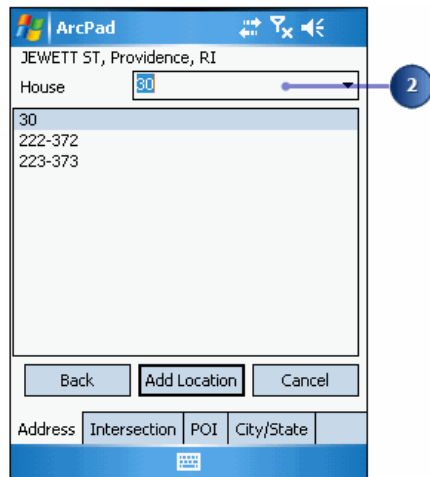 ArcPad
JEWETT ST, Providence, RI
House 30
2
30
222-372
223-373
Back Add Location Cancel
Address Intersection POI City/State